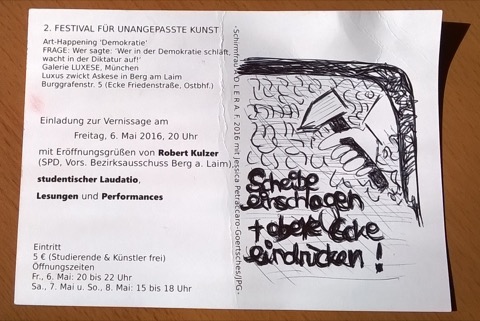 2. FESTIVAL FÜR UNANGEPASSTE KUNST
Art-Happening 'Demokratie'
FRAGE: Wer sagte: 'Wer in der Demokratie schläft,
wacht in der Diktatur auf!'
Galerie LUXESE, München
Luxus zwickt Askese in Berg am Laim
Burggrafenstr. 5 (Ecke Friedenstraße, Ostbhf.)
Einladung zur Vernissage am
Freitag, 6. Mai 2016, 20 Uhr
mit Eröffnungsgrüßen von Robert Kulzer
(SPD, Vors. Bezirksausschuss Berg a. Laim),
studentischer Laudatio,
Lesungen und Performances
Eintritt
5 € (Studierende & Künstler frei)
Öffnungszeiten
Fr., 6. Mai: 20 bis 22 Uhr
Sa., 7. Mai u. So., 8. Mai: 15 bis 18 Uhr
A D L E R A. F. 2016 mit Jessica Petraccaro-Goertsches/JPG-
Scheibe
einschlagen
+ obere Ecke
eindrücken!